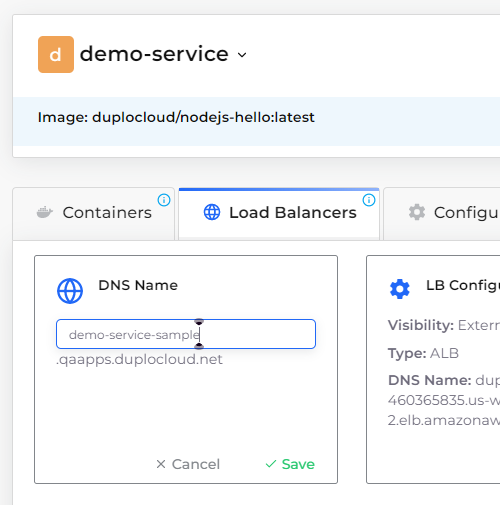 d demo-service
Image: duplocloud/nodejs-hello:latest
Containers Load Balancers Configu
DNS Name
demo-service-sample
.qaapps.duplocloud.net
Cancel Save
LB Configu
Visibility: Extern
Type: ALB
DNS Name: dup
460365835.us-w
2.elb.amazonaw